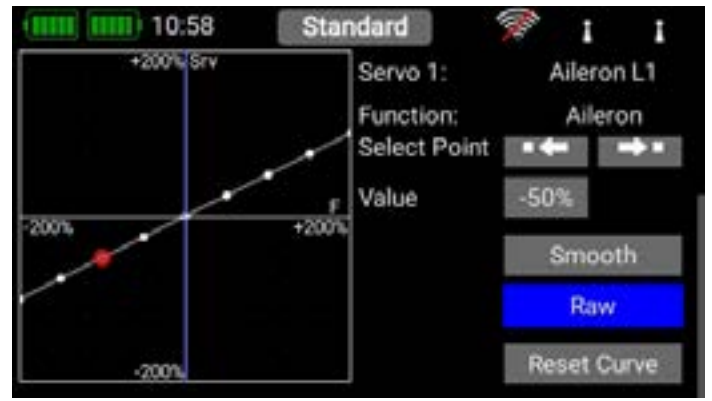 10:58 Standard
+200% Srv
Servo 1: Aileron L1
Function: Aileron
Select Point
Value -50%
F
-200% +200%
Smooth
Raw
-200%
Reset Curve